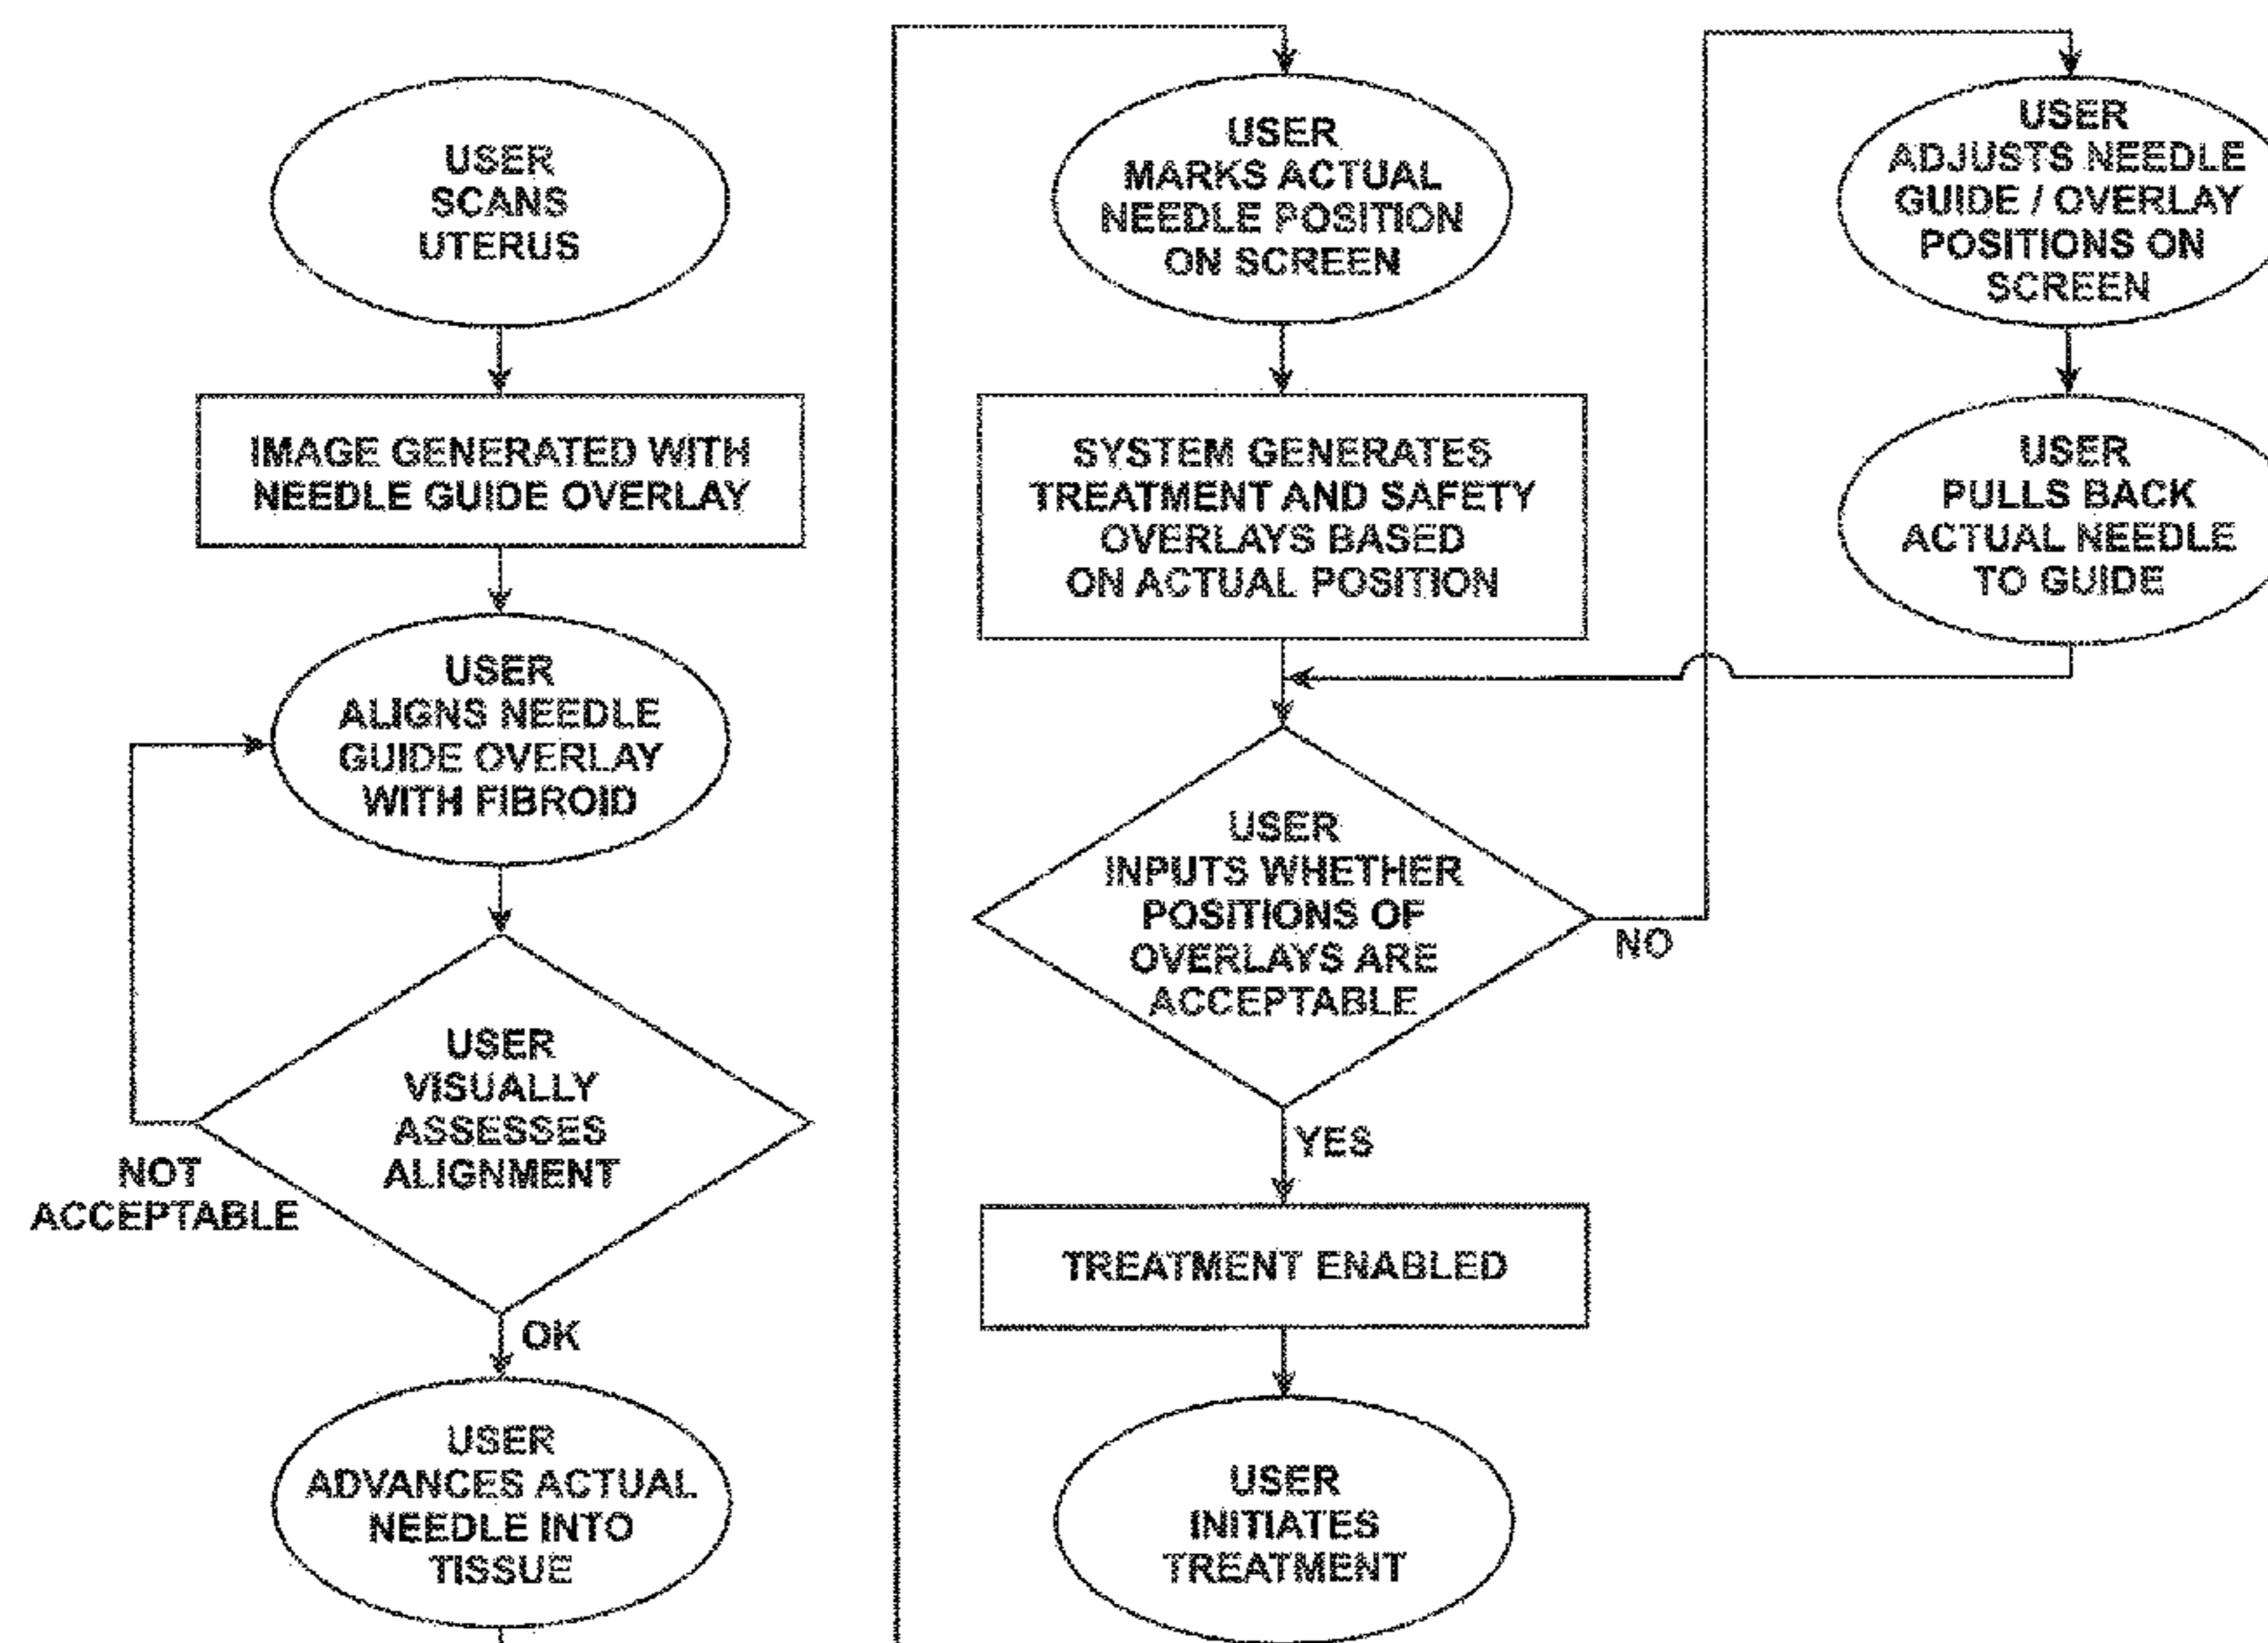 USER
SCANS
UTERUS
IMAGE GENERATED WITH
NEEDLE GUIDE OVERLAY
USER
ALIGNS NEEDLE
GUIDE OVERLAY
WITH FIBROID
USER
VISUALLY
ASSESSES
ALIGNMENT
NOT
ACCEPTABLE
OK
USER
ADVANCES ACTUAL
NEEDLE INTO
TISSUE
USER
MARKS ACTUAL
NEEDLE POSITION
ON SCREEN
SYSTEM GENERATES
TREATMENT AND SAFETY
OVERLAYS BASED
ON ACTUAL POSITION
USER
INPUTS WHETHER
POSITIONS OF
OVERLAYS ARE
ACCEPTABLE
NO
YES
TREATMENT ENABLED
USER
INITIATES
TREATMENT
USER
ADJUSTS NEEDLE
GUIDE / OVERLAY
POSITIONS ON
SCREEN
USER
PULLS BACK
ACTUAL NEEDLE
TO GUIDE